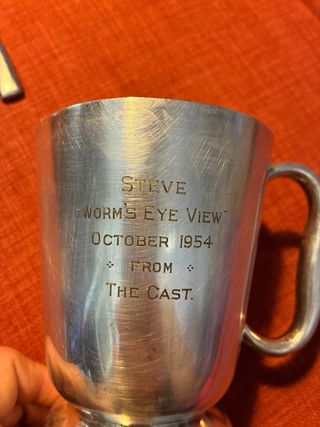 STEVE
"WORM'S EYE VIEW"
OCTOBER 1954
FROM
THE CAST.